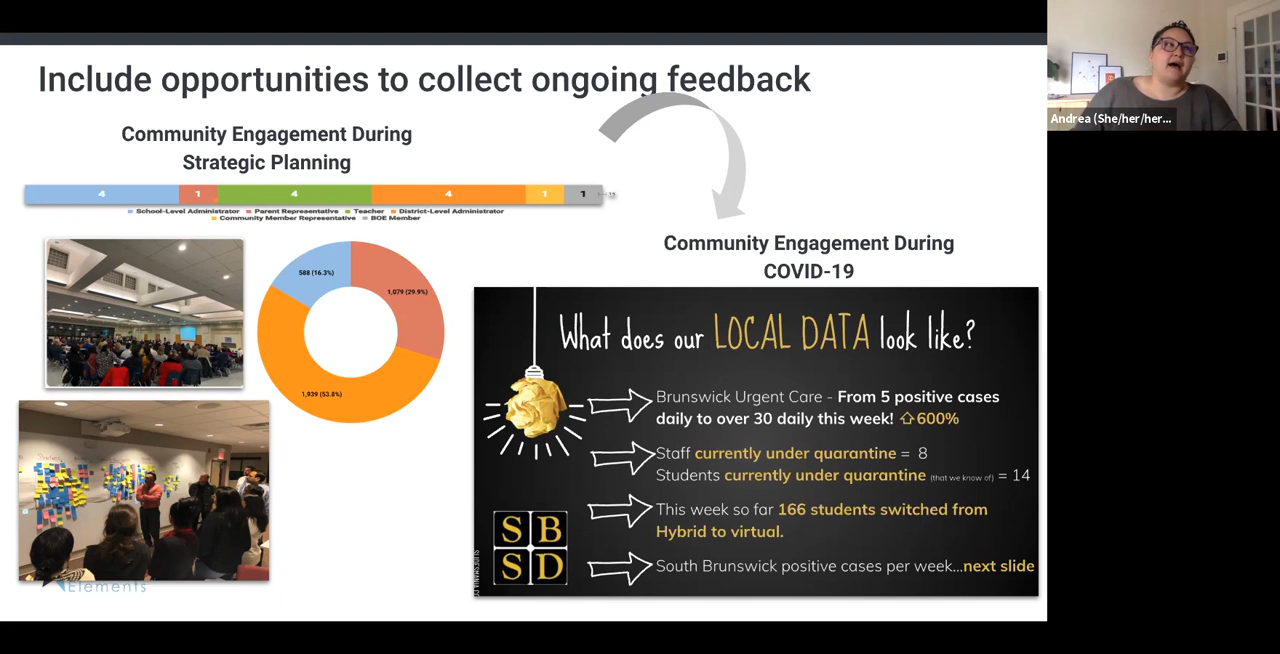 Include opportunities to collect ongoing feedback
Community Engagement During
Strategic Planning
4 1 4 4 1 1 15
School-Level Administrator Parent Representative Teacher District-Level Administrator
Community Member Representative BOE Member
588 (16.3%)
1,079 (29.9%)
1,939 (53.8%)
Elements
Community Engagement During
COVID-19
What does our LOCAL DATA look like?
Brunswick Urgent Care - From 5 positive cases
daily to over 30 daily this week! 600%
Staff currently under quarantine = 8
Students currently under quarantine (that we know of) = 14
This week so far 166 students switched from
Hybrid to virtual.
South Brunswick positive cases per week...next slide
S B
S D
Andrea (She/her/her...